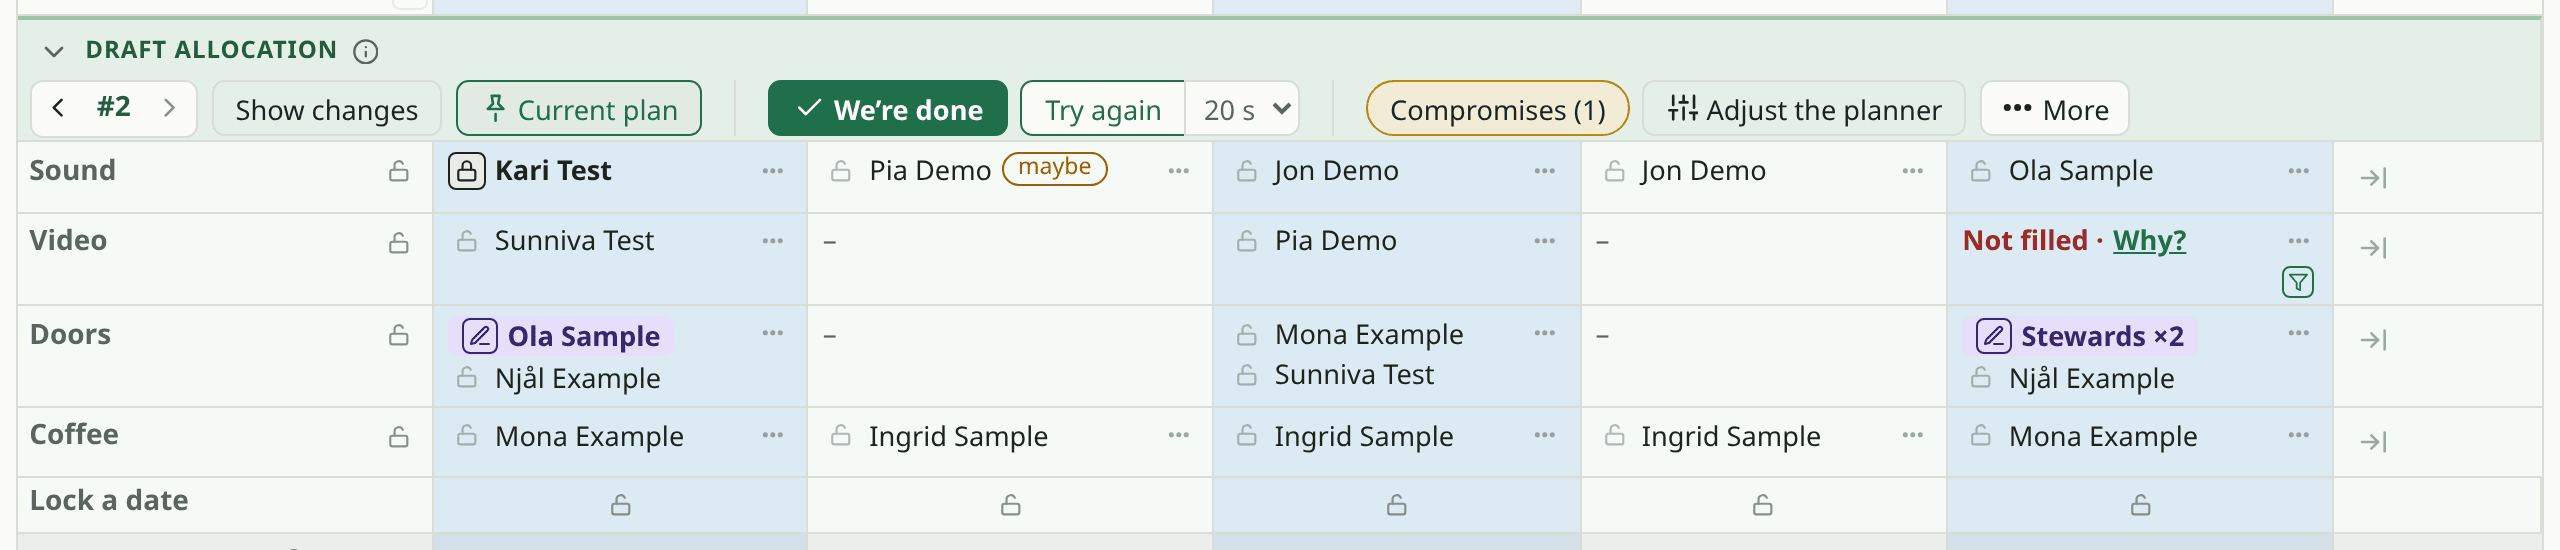 DRAFT ALLOCATION
#2 Show changes Current plan We’re done Try again 20 s Compromises (1) Adjust the planner More
Sound Kari Test Pia Demo maybe Jon Demo Jon Demo Ola Sample
Video Sunniva Test – Pia Demo – Not filled · Why?
Doors Ola Sample – Mona Example – Stewards ×2
Njål Example Sunniva Test Njål Example
Coffee Mona Example Ingrid Sample Ingrid Sample Ingrid Sample Mona Example
Lock a date